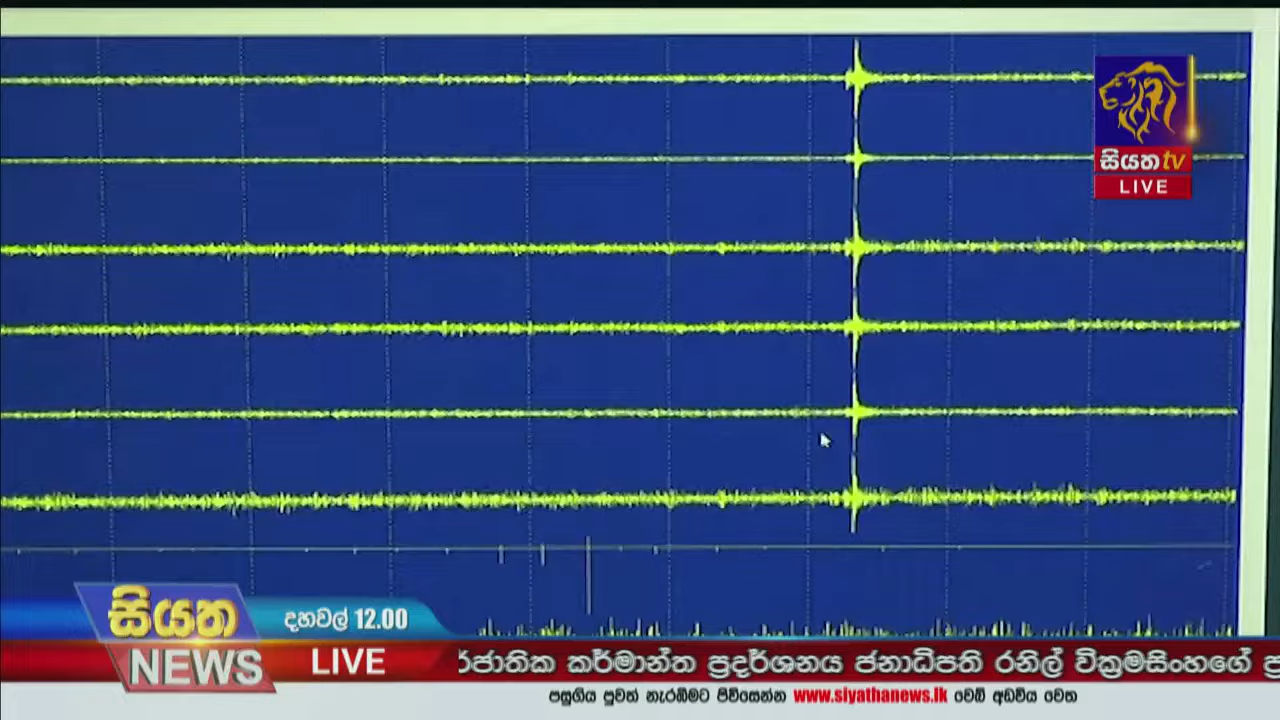 සියත tv
LIVE
සියත
දහවල් 12.00
NEWS
LIVE
ජාතික කර්මාන්ත ප්‍රදර්ශනය ජනාධිපති රනිල් වික්‍රමසිංහගේ
පසුගිය පුවත් නැරඹීමට පිවිසෙන්න www.siyathanews.lk වෙබ් අඩවිය වෙත